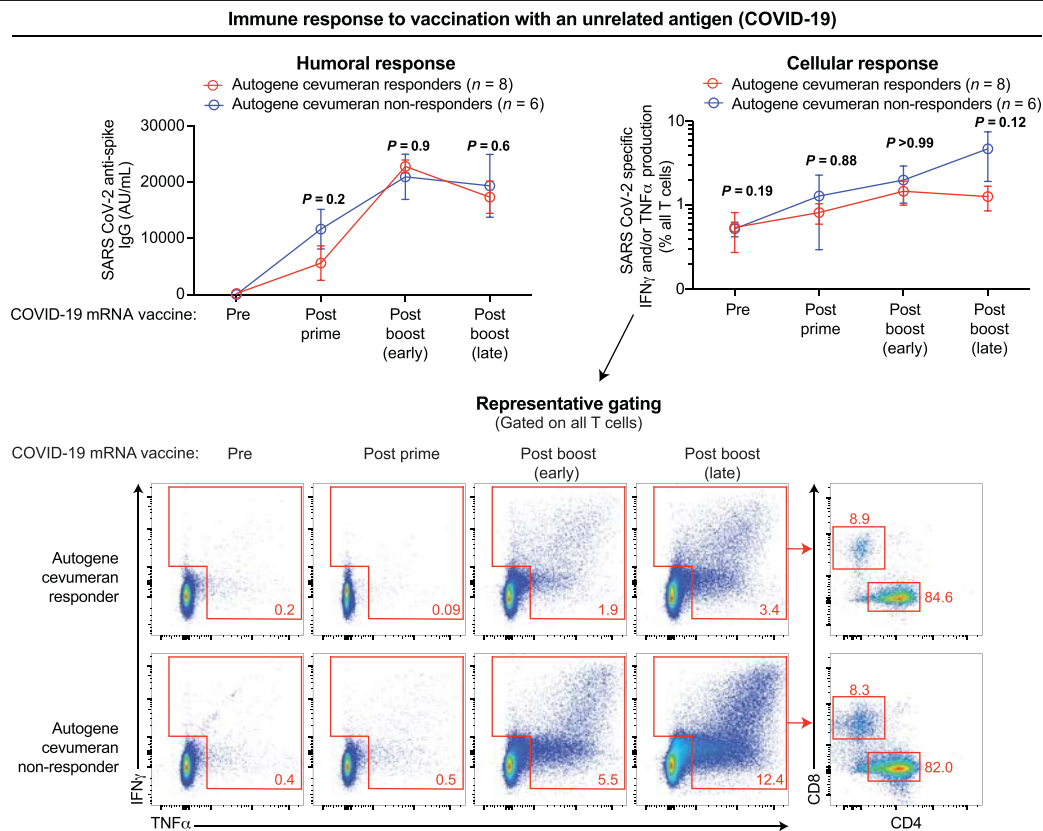 Immune response to vaccination with an unrelated antigen (COVID-19)
Humoral response
Autogene cevumeran responders (n = 8)
Autogene cevumeran non-responders (n = 6)
SARS CoV-2 anti-spike
IgG (AU/mL)
30000
20000
10000
0
P = 0.2
P = 0.9
P = 0.6
COVID-19 mRNA vaccine:
Pre
Post
prime
Post
boost
(early)
Post
boost
(late)
Cellular response
Autogene cevumeran responders (n = 8)
Autogene cevumeran non-responders (n = 6)
SARS CoV-2 specific
IFNγ and/or TNFα production
(% all T cells)
10
1
0
P = 0.19
P = 0.88
P >0.99
P = 0.12
Pre
Post
prime
Post
boost
(early)
Post
boost
(late)
Representative gating
(Gated on all T cells)
COVID-19 mRNA vaccine:
Pre
Post prime
Post boost
(early)
Post boost
(late)
Autogene
cevumeran
responder
0.2
0.09
1.9
3.4
8.9
84.6
Autogene
cevumeran
non-responder
0.4
0.5
5.5
12.4
8.3
82.0
IFNγ
TNFα
CD8
CD4